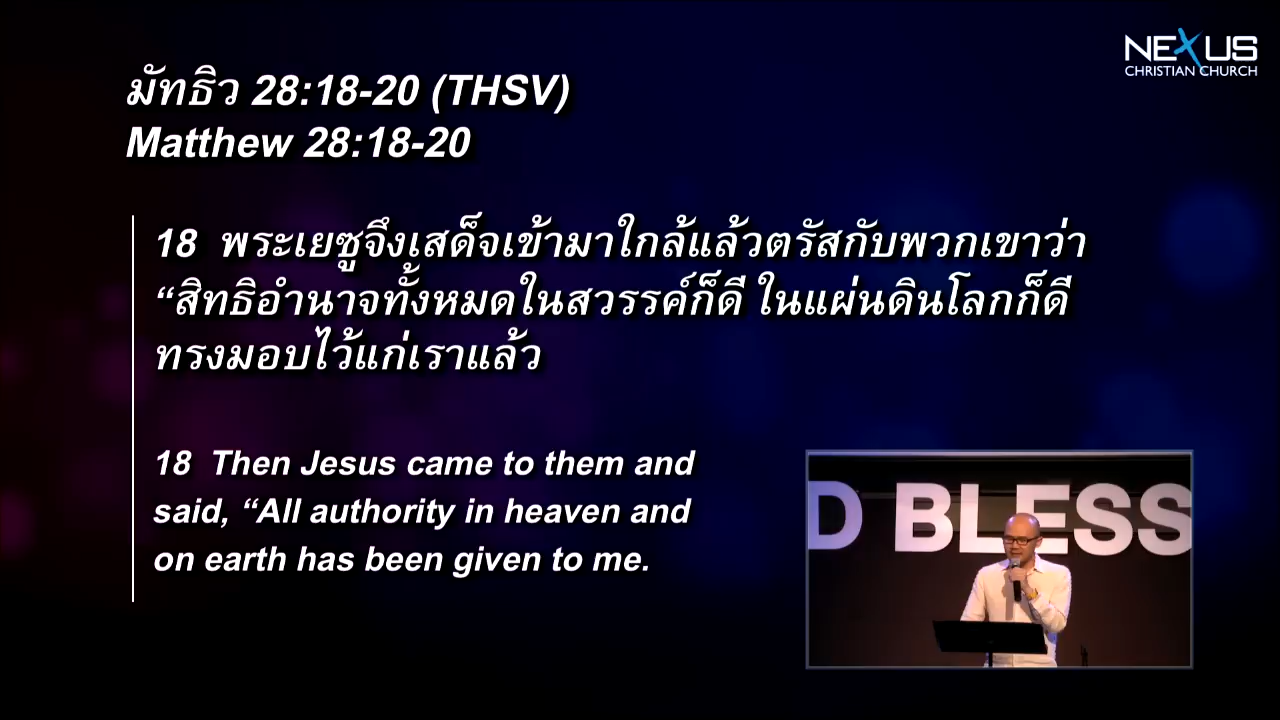 NEXUS
CHRISTIAN CHURCH
มัทธิว 28:18-20 (THSV)
Matthew 28:18-20
18 พระเยซูจึงเสด็จเข้ามาใกล้แล้วตรัสกับพวกเขาว่า
“สิทธิอำนาจทั้งหมดในสวรรค์ก็ดี ในแผ่นดินโลกก็ดี
ทรงมอบไว้แก่เราแล้ว
18 Then Jesus came to them and
said, “All authority in heaven and
on earth has been given to me.
D BLESS